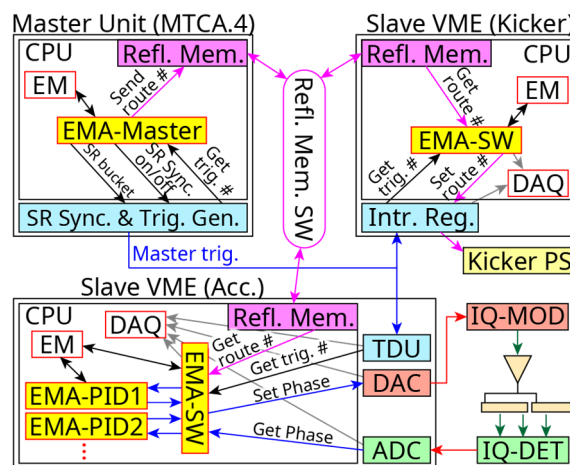 Master Unit (MTCA.4)
CPU
Refl. Mem.
EM
Send
route #
EMA-Master
SR bucket
SR Sync.
on/off
Get
trig. #
SR Sync. & Trig. Gen.
Master trig.
Refl. Mem. SW
Slave VME (Kicker)
Refl. Mem.
CPU
Get
route #
EM
EMA-SW
Get
trig. #
Set
route #
DAQ
Intr. Reg.
Kicker PS
Slave VME (Acc.)
CPU
DAQ
Refl. Mem.
EM
Get
route #
Get trig. #
TDU
EMA-SW
Set Phase
DAC
EMA-PID1
EMA-PID2
Get Phase
ADC
IQ-MOD
IQ-DET